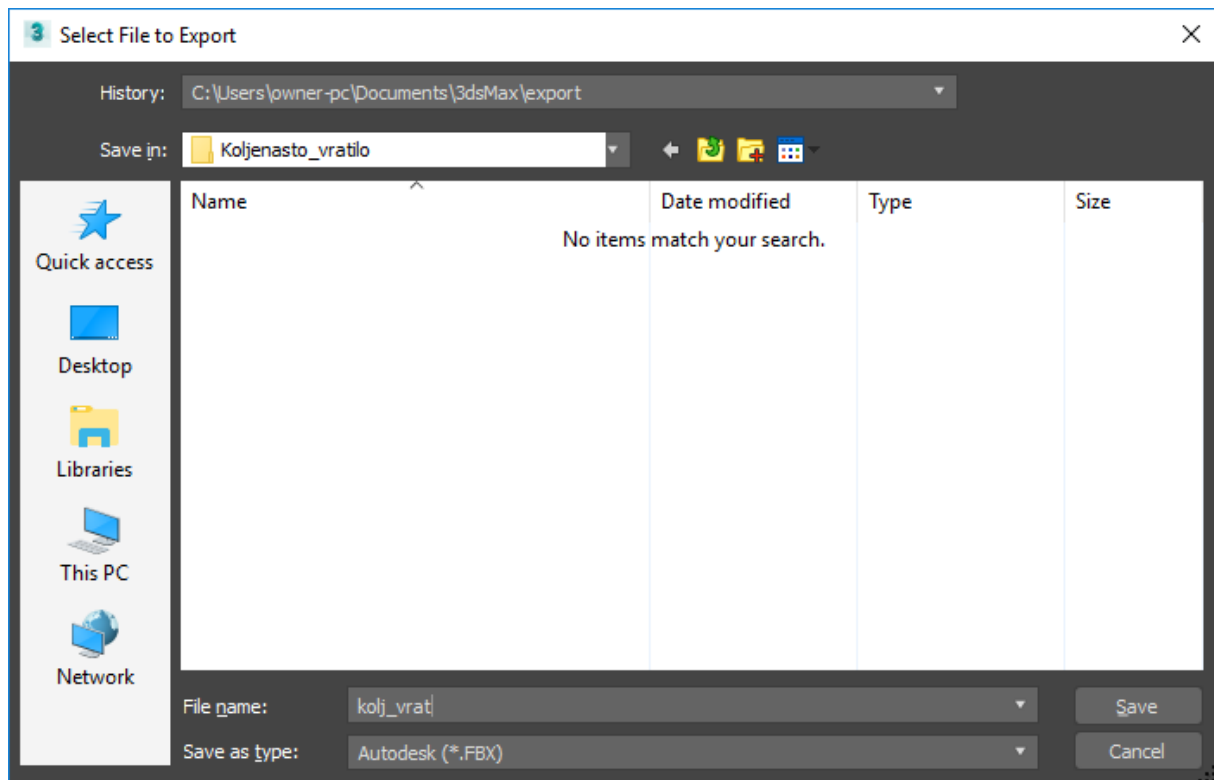 3 Select File to Export
History: C:\Users\owner-pc\Documents\3dsMax\export
Save in: Koljenasto_vratilo
Name Date modified Type Size
No items match your search.
Quick access
Desktop
Libraries
This PC
Network
File name: kolj_vrat Save
Save as type: Autodesk (*.FBX) Cancel